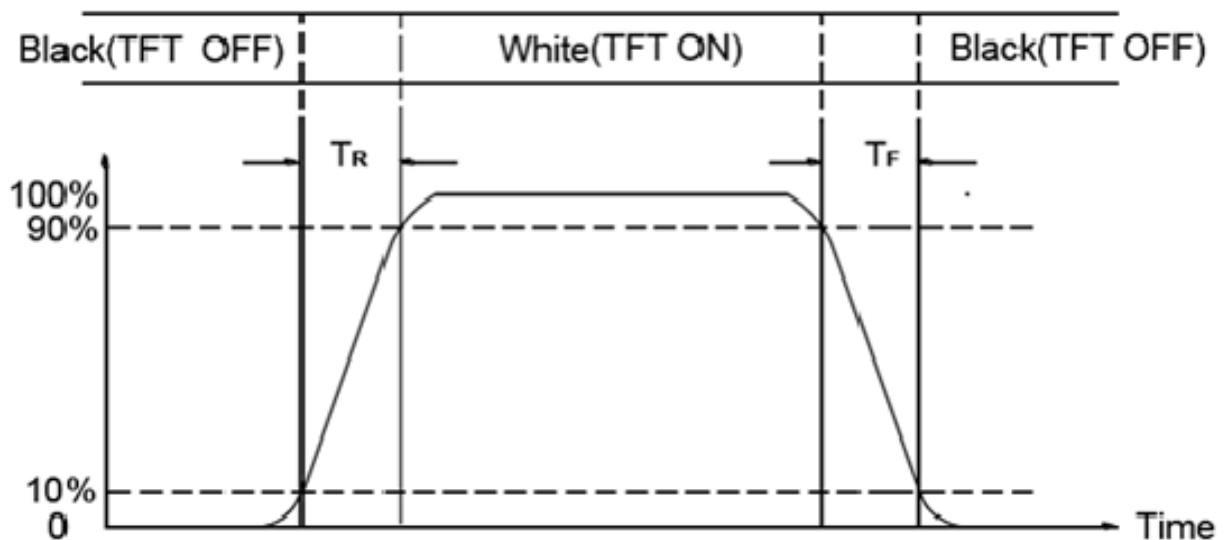 Black(TFT OFF) White(TFT ON) Black(TFT OFF)
TR TF
100%
90%
10%
0 Time